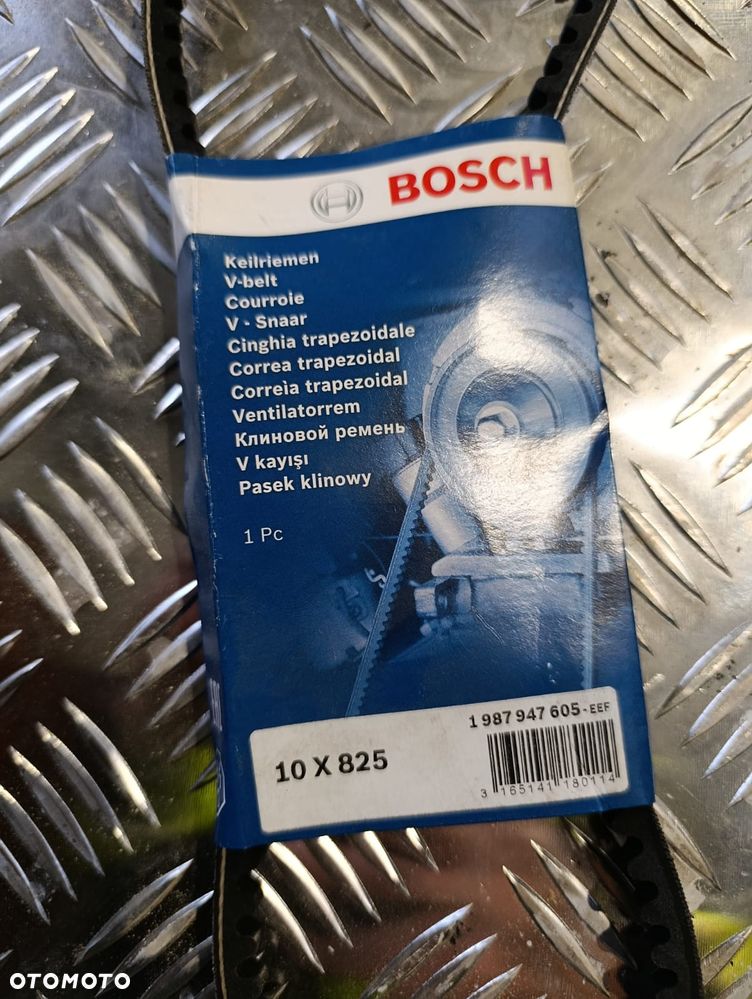 BOSCH
Keilriemen
V-belt
Courroie
V - Snaar
Cinghia trapezoidale
Correa trapezoidal
Correia trapezoidal
Ventilatorrem
Клиновой ремень
V kayışı
Pasek klinowy
1 Pc
1 987 947 605-EEF
10 X 825
3 165141 180114
OTOMOTO